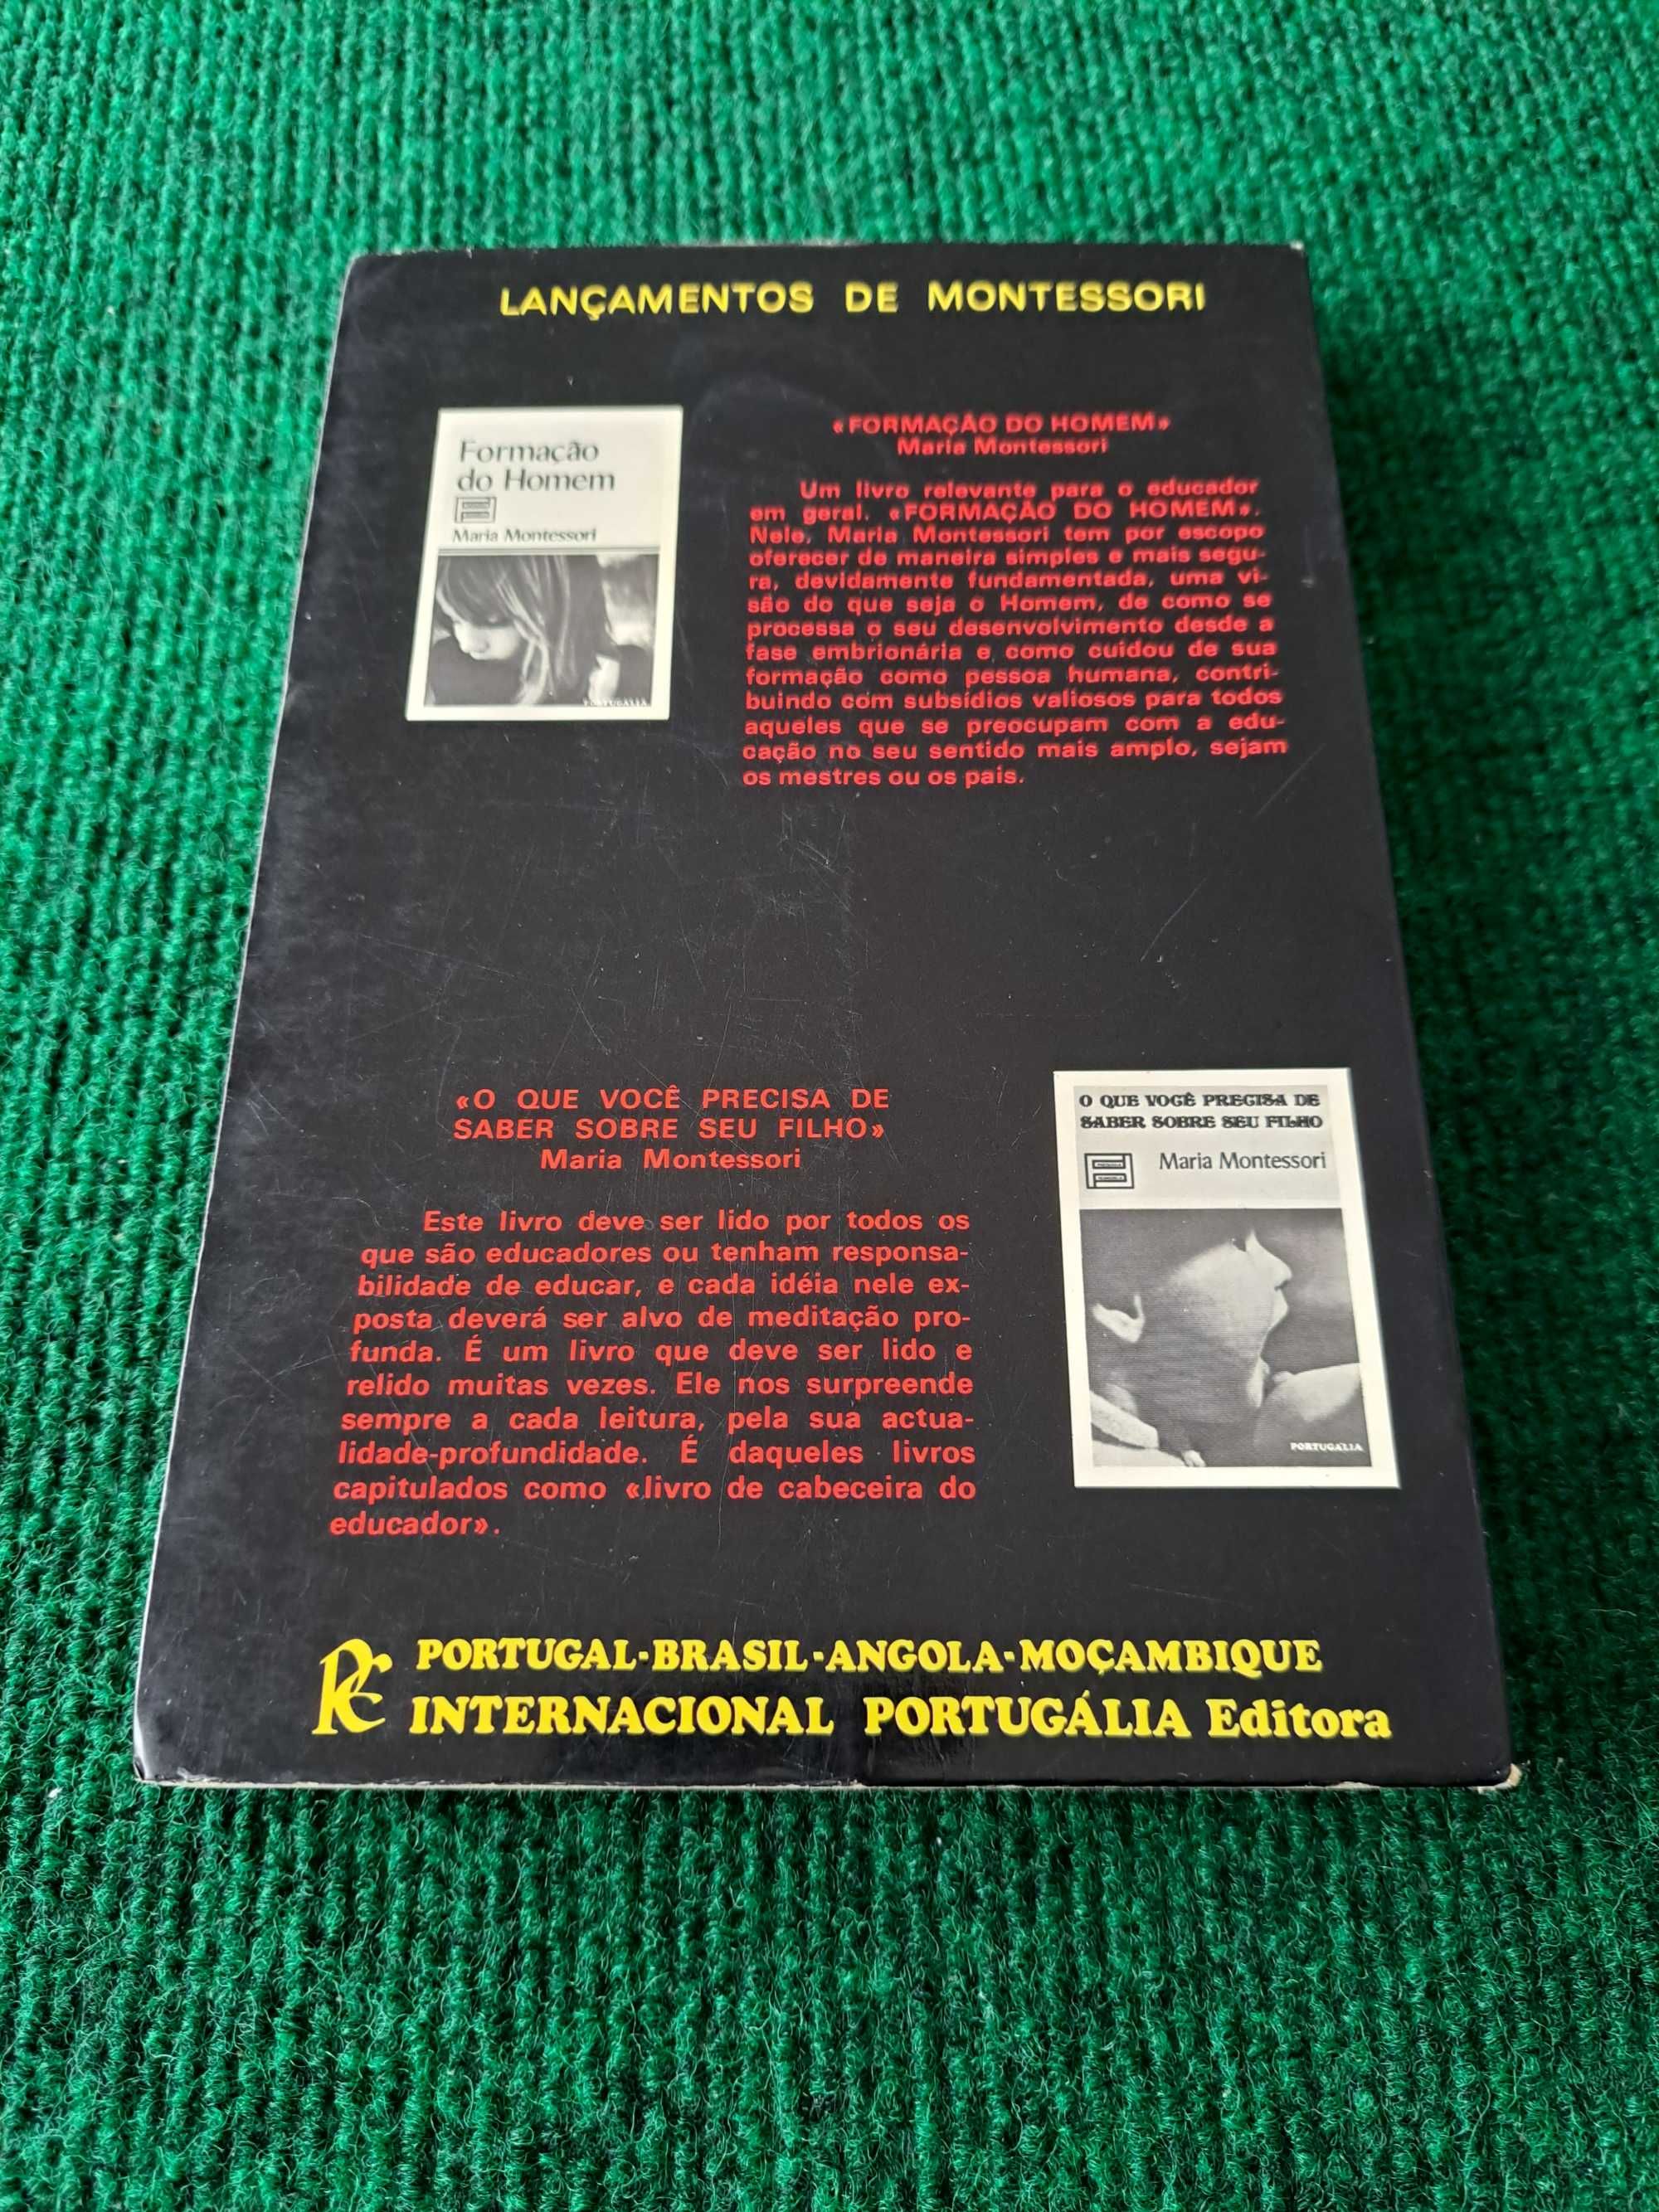 LANÇAMENTOS DE MONTESSORI
Formação
do Homem
Maria Montessori
PORTUGÁLIA
«FORMAÇÃO DO HOMEM»
Maria Montessori
Um livro relevante para o educador
em geral. «FORMAÇÃO DO HOMEM».
Nele, Maria Montessori tem por escopo
oferecer de maneira simples e mais segu-
ra, devidamente fundamentada, uma vi-
são do que seja o Homem, de como se
processa o seu desenvolvimento desde a
fase embrionária e como cuidou de sua
formação como pessoa humana, contri-
buindo com subsídios valiosos para todos
aqueles que se preocupam com a edu-
cação no seu sentido mais amplo, sejam
os mestres ou os pais.
«O QUE VOCÊ PRECISA DE
SABER SOBRE SEU FILHO»
Maria Montessori
Este livro deve ser lido por todos os
que são educadores ou tenham responsa-
bilidade de educar, e cada idéia nele ex-
posta deverá ser alvo de meditação pro-
funda. É um livro que deve ser lido e
relido muitas vezes. Ele nos surpreende
sempre a cada leitura, pela sua actua-
lidade-profundidade. É daqueles livros
capitulados como «livro de cabeceira do
educador».
O QUE VOCÊ PRECISA DE
SABER SOBRE SEU FILHO
Maria Montessori
PORTUGÁLIA
PORTUGAL-BRASIL-ANGOLA-MOÇAMBIQUE
INTERNACIONAL PORTUGÁLIA Editora